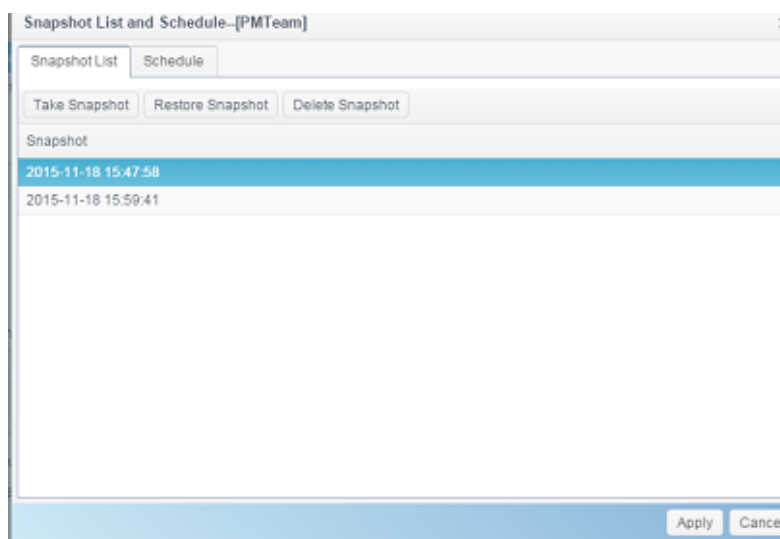 Snapshot List and Schedule--[PMTeam]
Snapshot List Schedule
Take Snapshot Restore Snapshot Delete Snapshot
Snapshot
2015-11-18 15:47:58
2015-11-18 15:59:41
Apply Cance